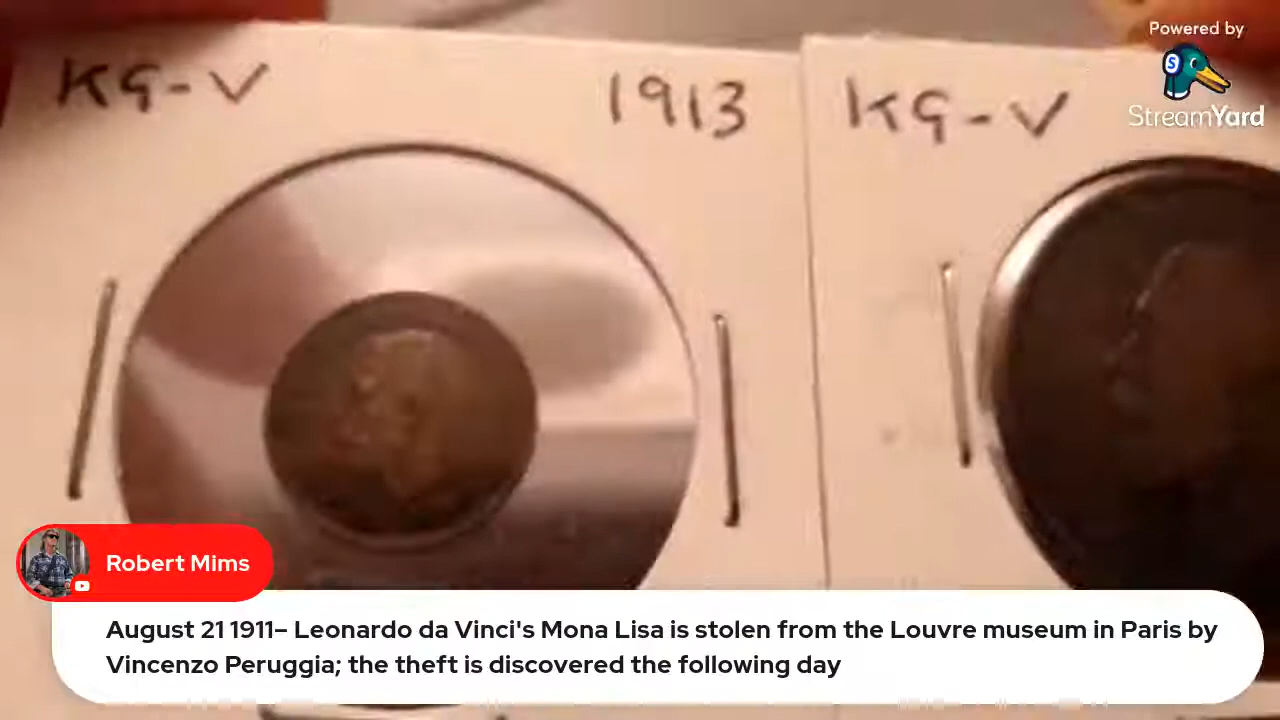 Powered by
StreamYard
KG-V
1913
KG-V
Robert Mims
August 21 1911– Leonardo da Vinci's Mona Lisa is stolen from the Louvre museum in Paris by
Vincenzo Peruggia; the theft is discovered the following day